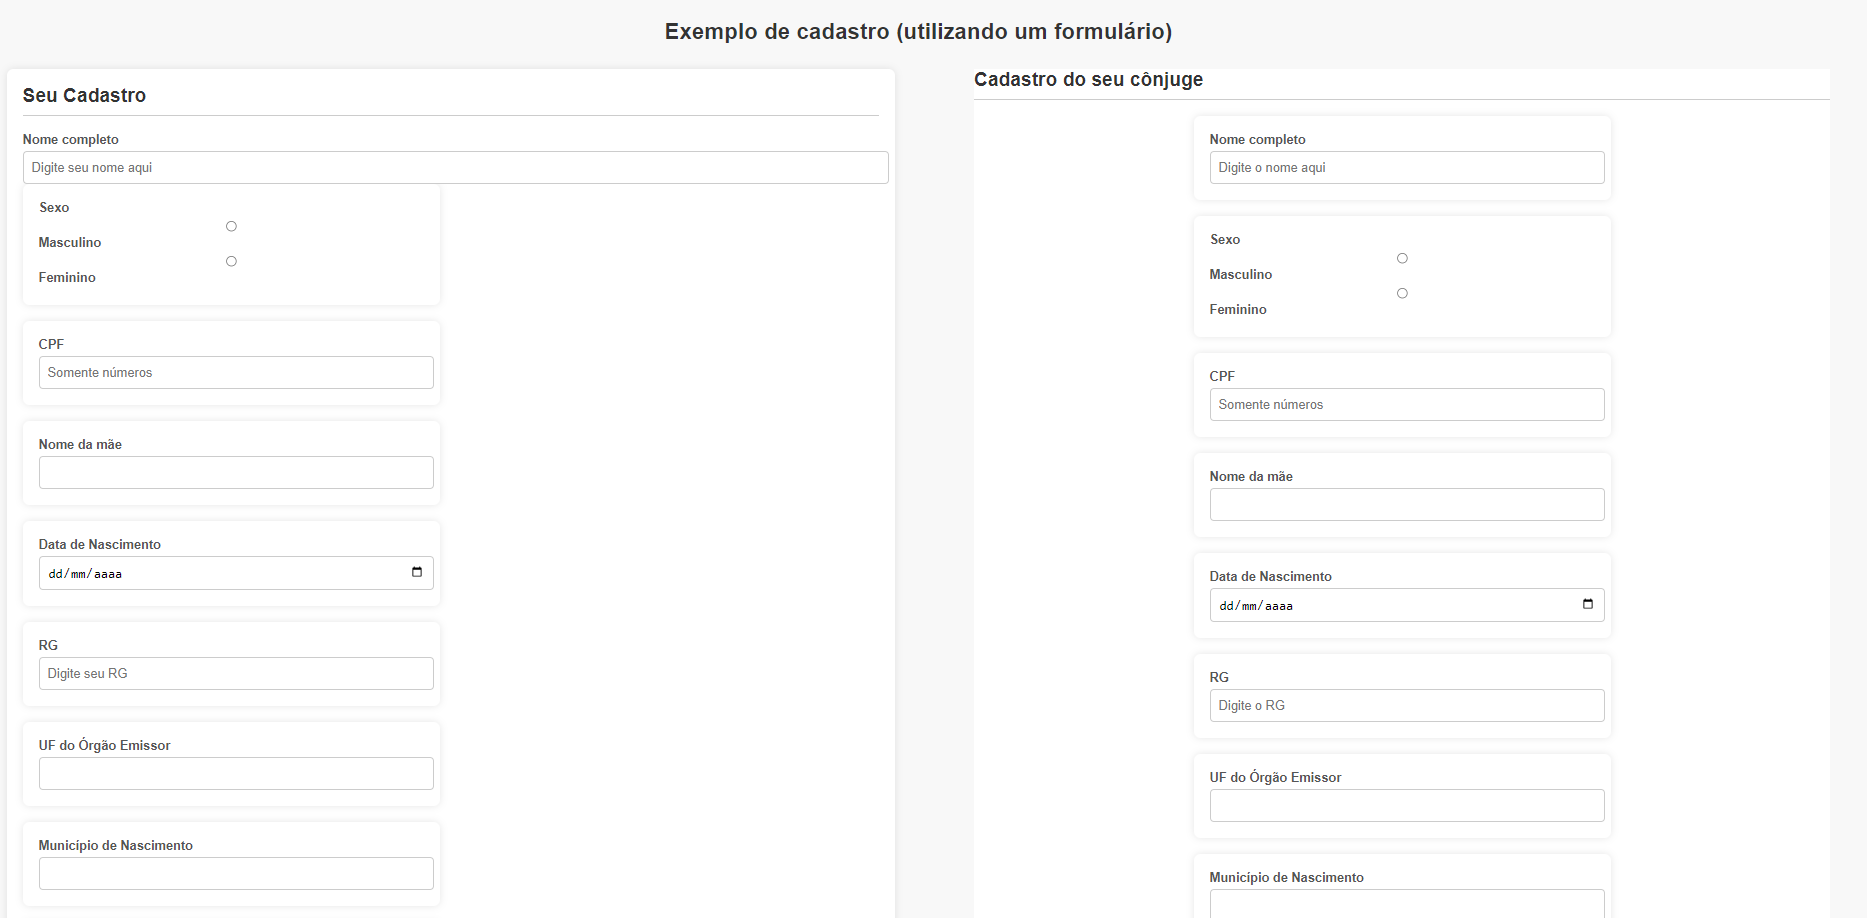 Exemplo de cadastro (utilizando um formulário)
Seu Cadastro
Nome completo
Digite seu nome aqui
Sexo
Masculino
Feminino
CPF
Somente números
Nome da mãe
Data de Nascimento
dd/mm/aaaa
RG
Digite seu RG
UF do Órgão Emissor
Município de Nascimento
Cadastro do seu cônjuge
Nome completo
Digite o nome aqui
Sexo
Masculino
Feminino
CPF
Somente números
Nome da mãe
Data de Nascimento
dd/mm/aaaa
RG
Digite o RG
UF do Órgão Emissor
Município de Nascimento